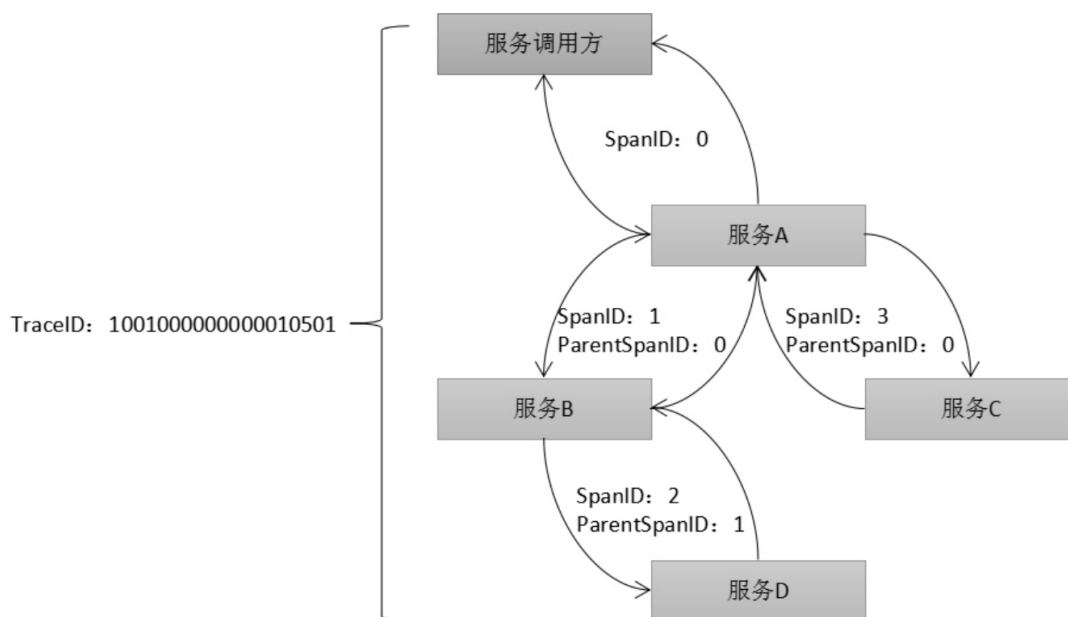 服务调用方
SpanID：0
服务A
TraceID：1001000000000010501
SpanID：1
ParentSpanID：0
SpanID：3
ParentSpanID：0
服务B
服务C
SpanID：2
ParentSpanID：1
服务D